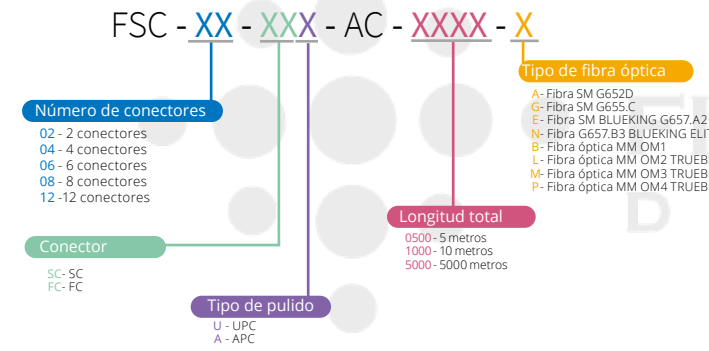 FSC - XX - XXX - AC - XXXX - X
Tipo de fibra óptica
A - Fibra SM G652D
G - Fibra SM G655.C
E - Fibra SM BLUEKING G657.A2
N - Fibra G657.B3 BLUEKING ELIT
B - Fibra óptica MM OM1
L - Fibra óptica MM OM2 TRUEB
M - Fibra óptica MM OM3 TRUEB
P - Fibra óptica MM OM4 TRUEB
Número de conectores
02 - 2 conectores
04 - 4 conectores
06 - 6 conectores
08 - 8 conectores
12 -12 conectores
Longitud total
0500 - 5 metros
1000 - 10 metros
5000 - 5000 metros
Conector
SC- SC
FC- FC
Tipo de pulido
U - UPC
A - APC